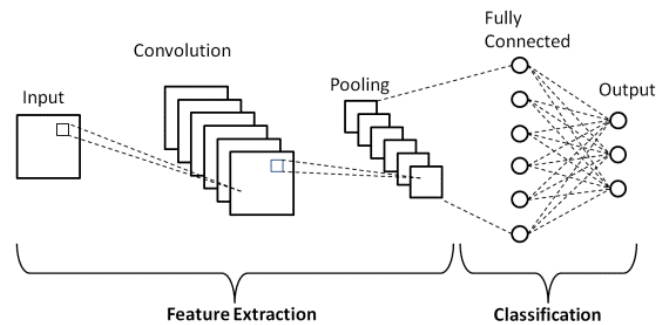 Input
Convolution
Pooling
Fully
Connected
Output
Feature Extraction
Classification